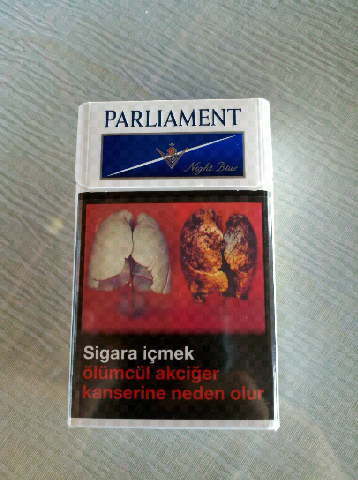 PARLIAMENT
Night Blue
Sigara içmek
ölümcül akciğer
kanserine neden olur